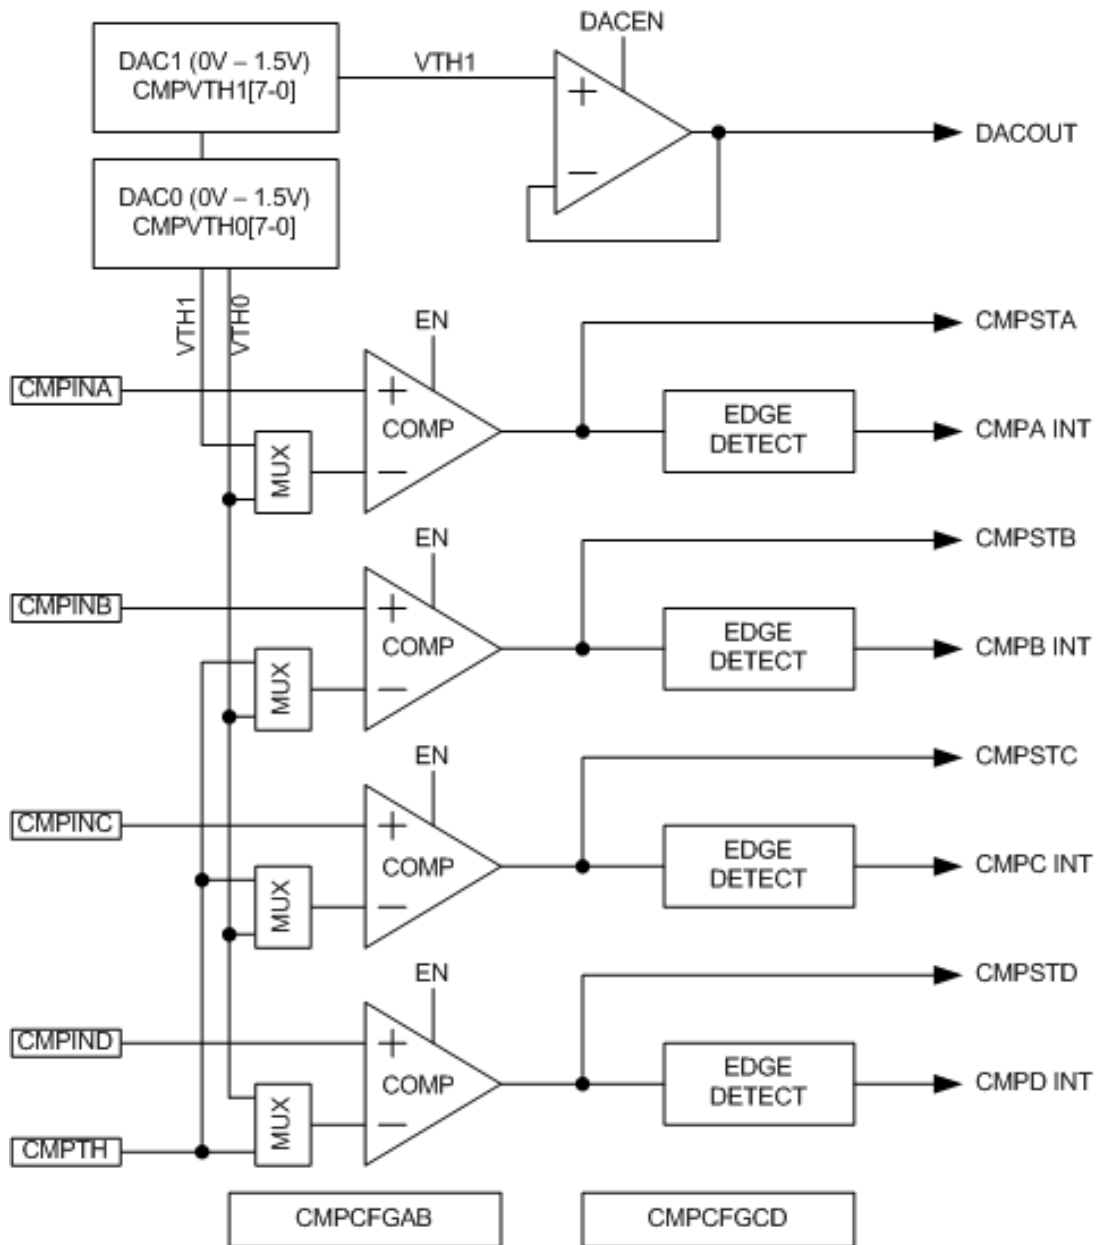 DACEN
DAC1 (0V – 1.5V)
CMPVTH1[7-0]
VTH1
+
−
DACOUT
DAC0 (0V – 1.5V)
CMPVTH0[7-0]
VTH1
VTH0
EN
CMPSTA
CMPINA
+
COMP
−
MUX
EDGE
DETECT
CMPA INT
EN
CMPSTB
CMPINB
+
COMP
−
MUX
EDGE
DETECT
CMPB INT
EN
CMPSTC
CMPINC
+
COMP
−
MUX
EDGE
DETECT
CMPC INT
EN
CMPSTD
CMPIND
+
COMP
−
MUX
EDGE
DETECT
CMPD INT
CMPTH
CMPCFGAB
CMPCFGCD